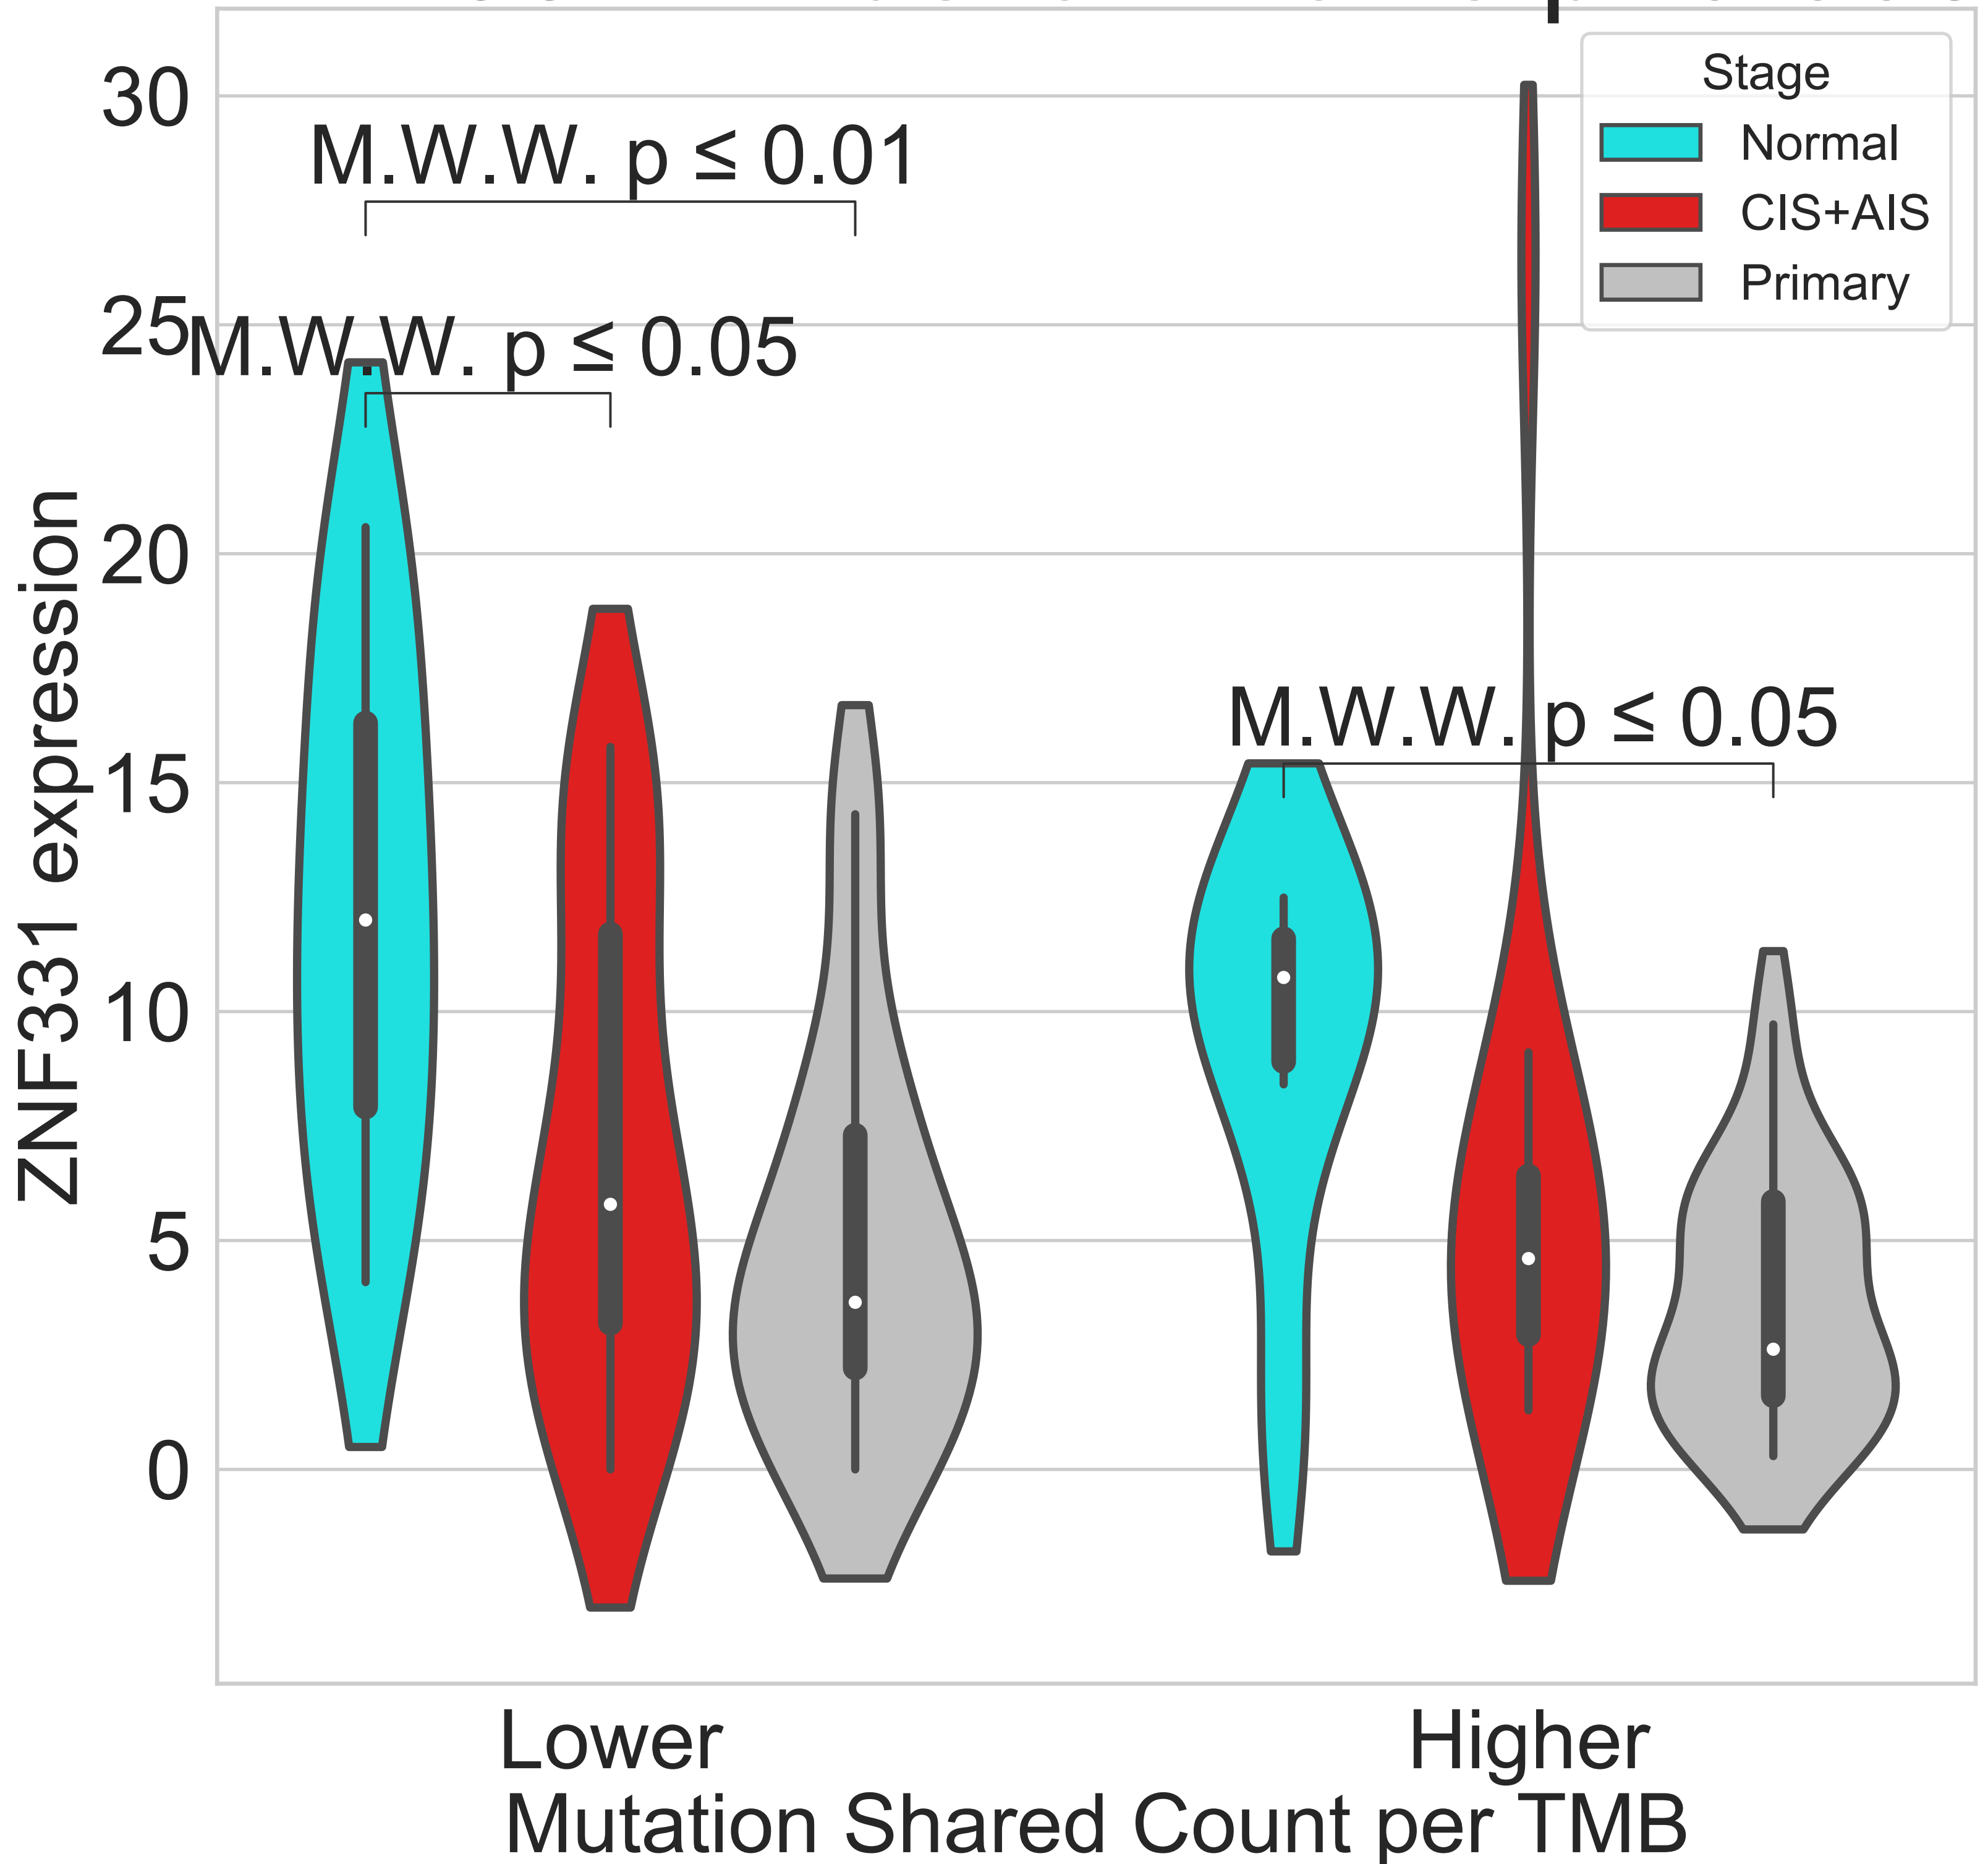 Stage
Normal
CIS+AIS
Primary
30
25
20
15
10
5
0
M.W.W. p ≤ 0.01
M.W.W. p ≤ 0.05
M.W.W. p ≤ 0.05
ZNF331 expression
Lower
Higher
Mutation Shared Count per TMB